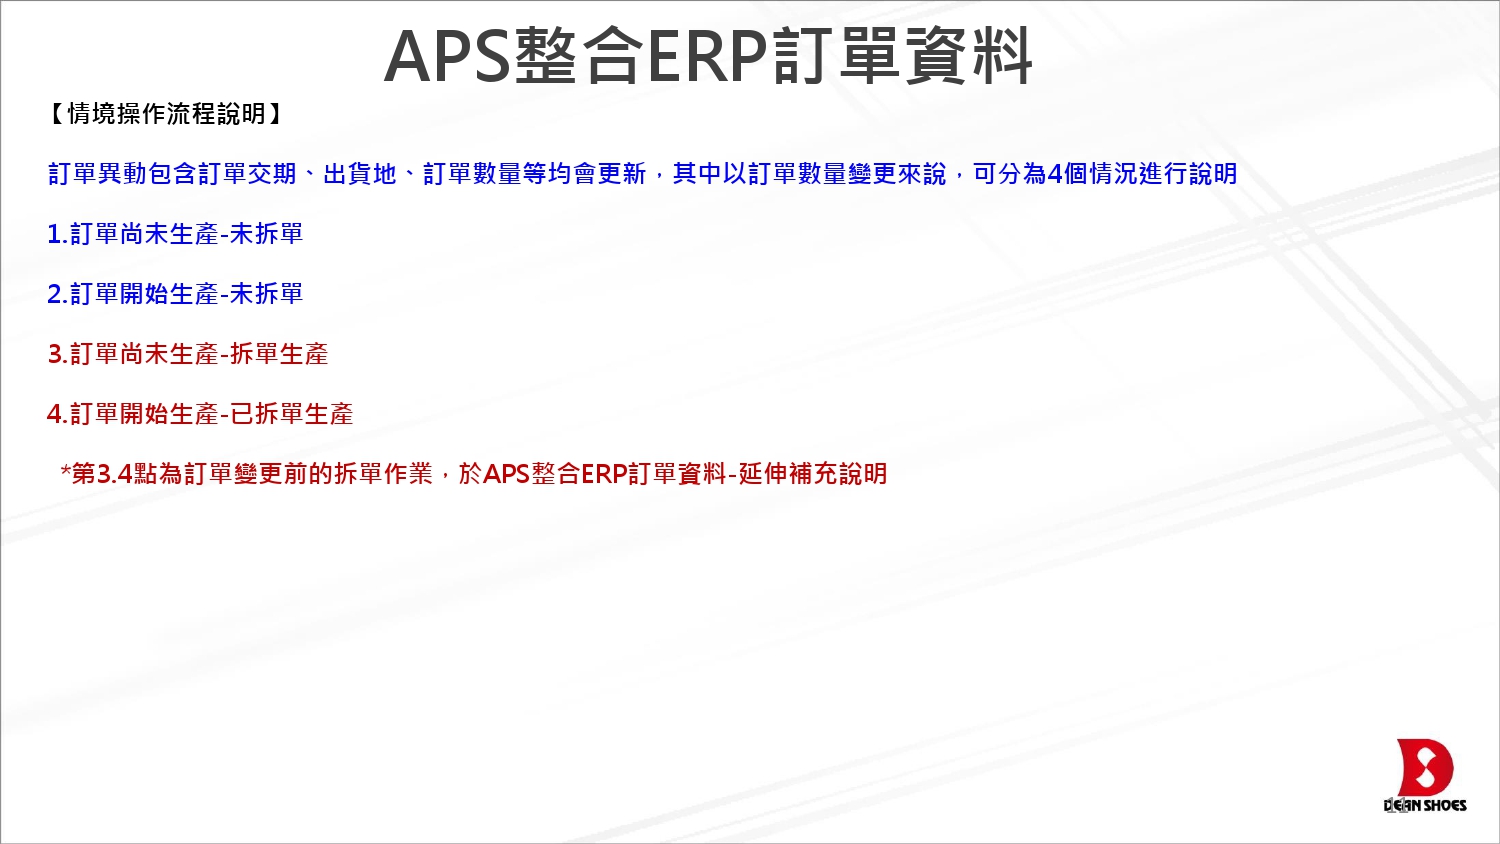 APS整合ERP訂單資料
【情境操作流程說明】
訂單異動包含訂單交期、出貨地、訂單數量等均會更新，其中以訂單數量變更來說，可分為4個情況進行說明
1.訂單尚未生產-未拆單
2.訂單開始生產-未拆單
3.訂單尚未生產-拆單生產
4.訂單開始生產-已拆單生產
*第3.4點為訂單變更前的拆單作業，於APS整合ERP訂單資料-延伸補充說明
DEAN SHOES
11